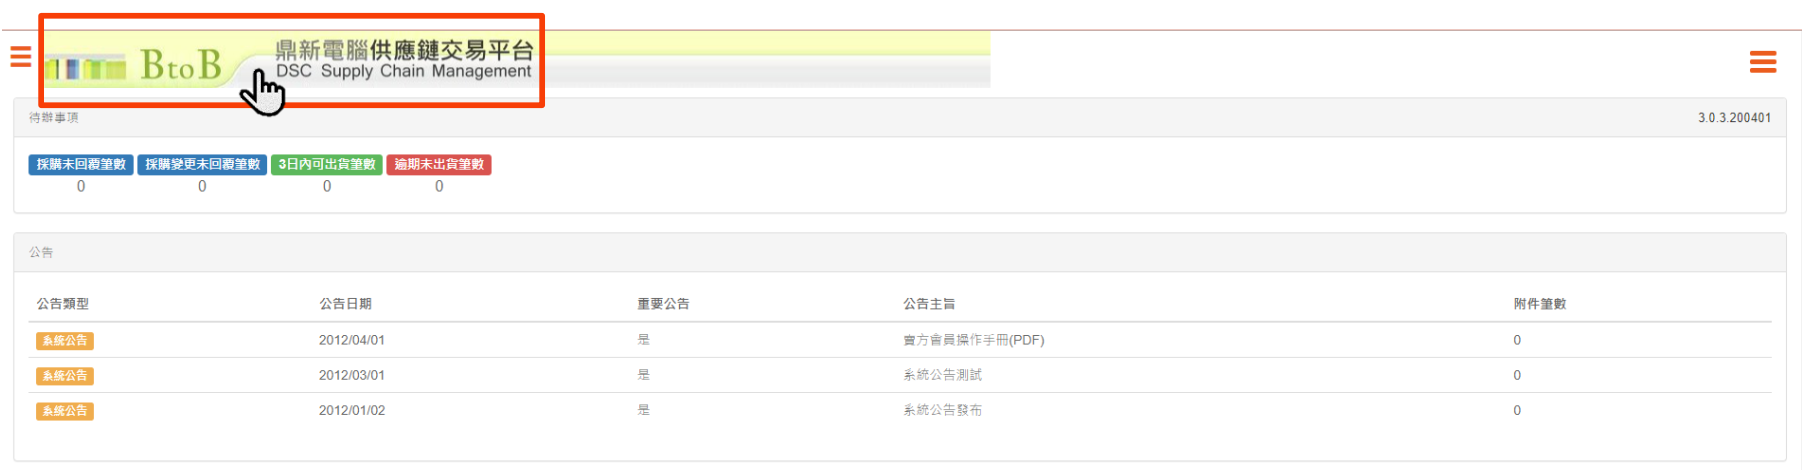 BtoB
鼎新電腦供應鏈交易平台
DSC Supply Chain Management
待辦事項 3.0.3.200401
採購未回覆筆數 採購變更未回覆筆數 3日內可出貨筆數 逾期未出貨筆數
0 0 0 0
公告
公告類型 公告日期 重要公告 公告主旨 附件筆數
系統公告 2012/04/01 是 賣方會員操作手冊(PDF) 0
系統公告 2012/03/01 是 系統公告測試 0
系統公告 2012/01/02 是 系統公告發布 0